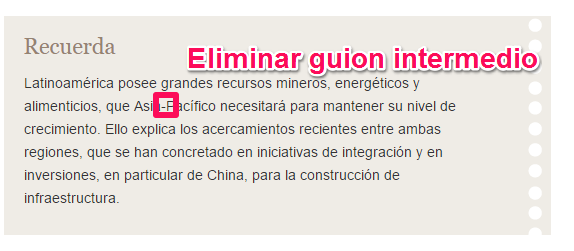 Recuerda
Eliminar guion intermedio
Latinoamérica posee grandes recursos mineros, energéticos y
alimenticios, que Asia-Pacífico necesitará para mantener su nivel de
crecimiento. Ello explica los acercamientos recientes entre ambas
regiones, que se han concretado en iniciativas de integración y en
inversiones, en particular de China, para la construcción de
infraestructura.